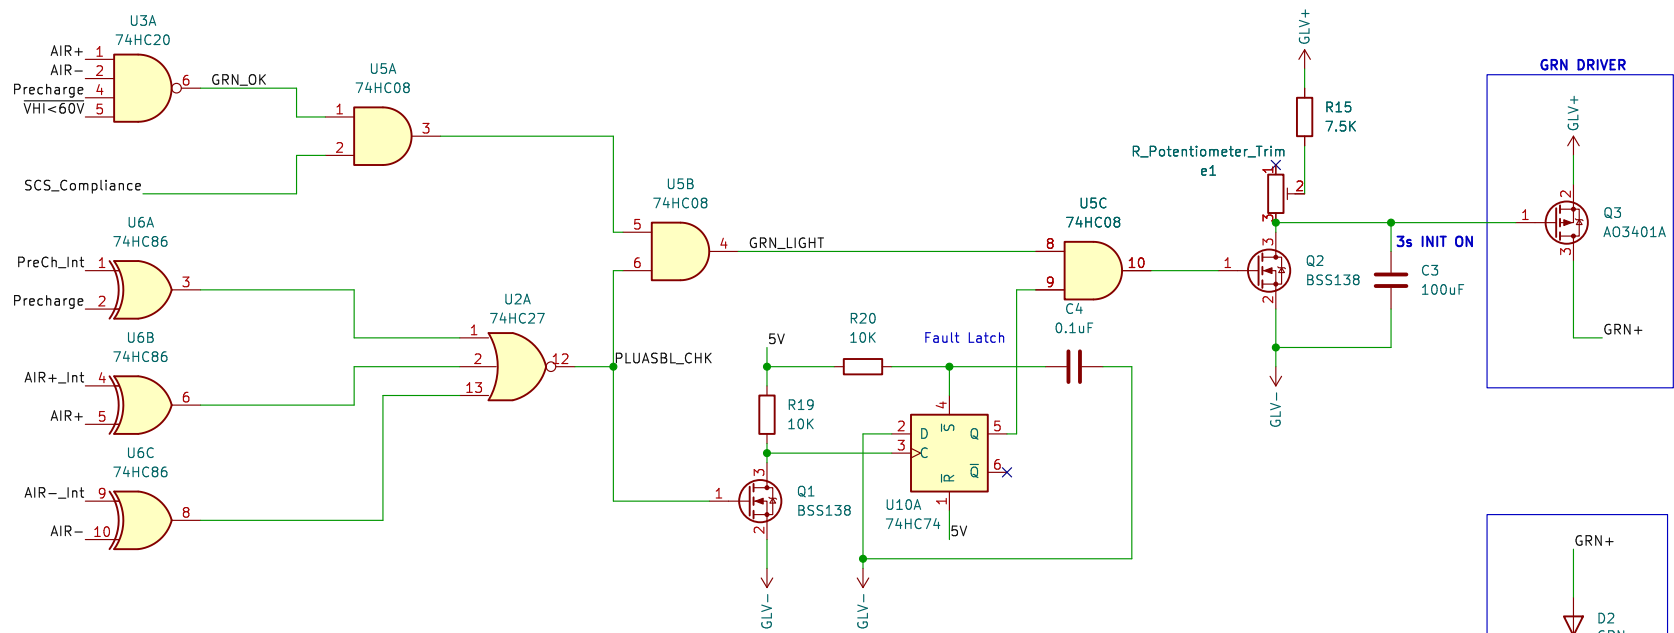 U3A
74HC20
AIR+ 1
AIR- 2
Precharge 4
VHI<60V 5
6 GRN_OK
U5A
74HC08
1
2
3
SCS_Compliance
U6A
74HC86
PreCh_Int 1
Precharge 2
3
U6B
74HC86
AIR+_Int 4
AIR+ 5
6
U6C
74HC86
AIR-_Int 9
AIR- 10
8
U2A
74HC27
1
2
13
12 PLUASBL_CHK
U5B
74HC08
5
6
4 GRN_LIGHT
5V
R20
10K
R19
10K
Q1
BSS138
1
3
2
GLV-
Fault Latch
C4
0.1uF
2 D
3 C
4 S
Q 5
Q 6
R 1
U10A
74HC74
5V
GLV-
U5C
74HC08
8
9
10
GLV+
R15
7.5K
R_Potentiometer_Trim
e1
1
2
3
Q2
BSS138
1
3
2
GLV-
3s INIT ON
C3
100uF
GRN DRIVER
GLV+
1
2
3
Q3
AO3401A
GRN+
GRN+
D2